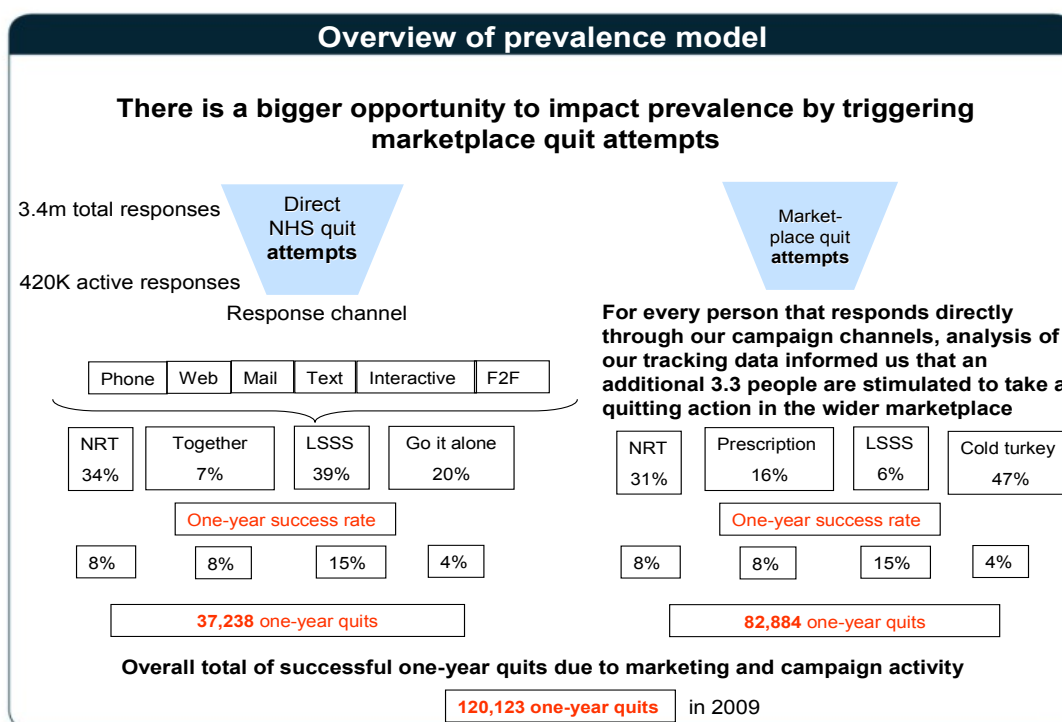 Overview of prevalence model
There is a bigger opportunity to impact prevalence by triggering
marketplace quit attempts
3.4m total responses
420K active responses
Direct
NHS quit
attempts
Response channel
Phone Web Mail Text Interactive F2F
NRT Together LSSS Go it alone
34% 7% 39% 20%
One-year success rate
8% 8% 15% 4%
37,238 one-year quits
Market-
place quit
attempts
For every person that responds directly
through our campaign channels, analysis of
our tracking data informed us that an
additional 3.3 people are stimulated to take a
quitting action in the wider marketplace
NRT Prescription LSSS Cold turkey
31% 16% 6% 47%
One-year success rate
8% 8% 15% 4%
82,884 one-year quits
Overall total of successful one-year quits due to marketing and campaign activity
120,123 one-year quits in 2009